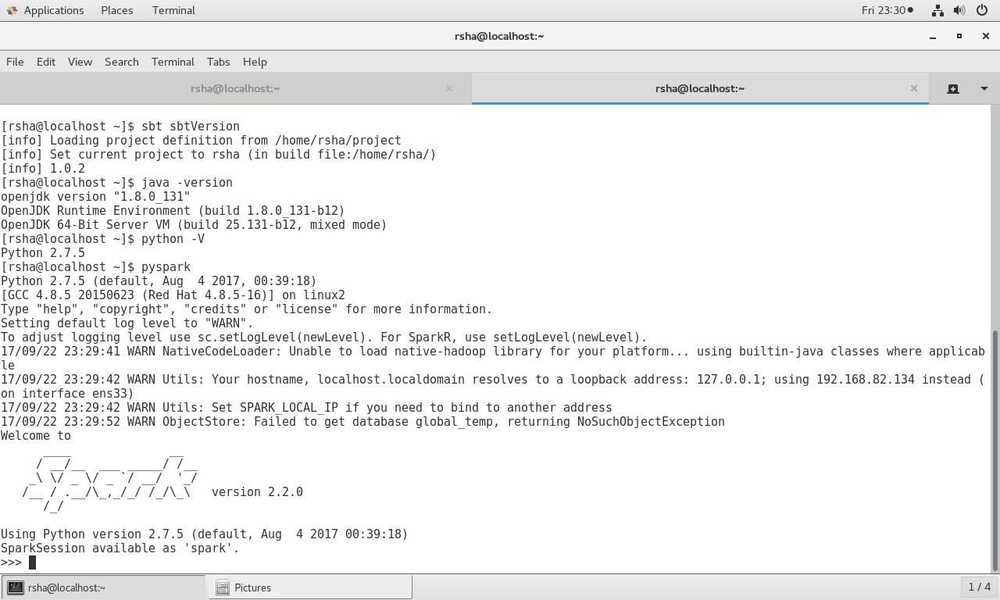 Applications Places Terminal Fri 23:30
rsha@localhost:~
File Edit View Search Terminal Tabs Help
rsha@localhost:~ rsha@localhost:~
[rsha@localhost ~]$ sbt sbtVersion
[info] Loading project definition from /home/rsha/project
[info] Set current project to rsha (in build file:/home/rsha/)
[info] 1.0.2
[rsha@localhost ~]$ java -version
openjdk version "1.8.0_131"
OpenJDK Runtime Environment (build 1.8.0_131-b12)
OpenJDK 64-Bit Server VM (build 25.131-b12, mixed mode)
[rsha@localhost ~]$ python -V
Python 2.7.5
[rsha@localhost ~]$ pyspark
Python 2.7.5 (default, Aug  4 2017, 00:39:18)
[GCC 4.8.5 20150623 (Red Hat 4.8.5-16)] on linux2
Type "help", "copyright", "credits" or "license" for more information.
Setting default log level to "WARN".
To adjust logging level use sc.setLogLevel(newLevel). For SparkR, use setLogLevel(newLevel).
17/09/22 23:29:41 WARN NativeCodeLoader: Unable to load native-hadoop library for your platform... using builtin-java classes where applicab
le
17/09/22 23:29:42 WARN Utils: Your hostname, localhost.localdomain resolves to a loopback address: 127.0.0.1; using 192.168.82.134 instead (
on interface ens33)
17/09/22 23:29:42 WARN Utils: Set SPARK_LOCAL_IP if you need to bind to another address
17/09/22 23:29:52 WARN ObjectStore: Failed to get database global_temp, returning NoSuchObjectException
Welcome to
      ____              __
     / __/__  ___ _____/ /__
    _\ \/ _ \/ _ `/ __/  '_/
   /__ / .__/\_,_/_/ /_/\_\   version 2.2.0
      /_/
Using Python version 2.7.5 (default, Aug  4 2017 00:39:18)
SparkSession available as 'spark'.
>>>
rsha@localhost:~ Pictures 1 / 4